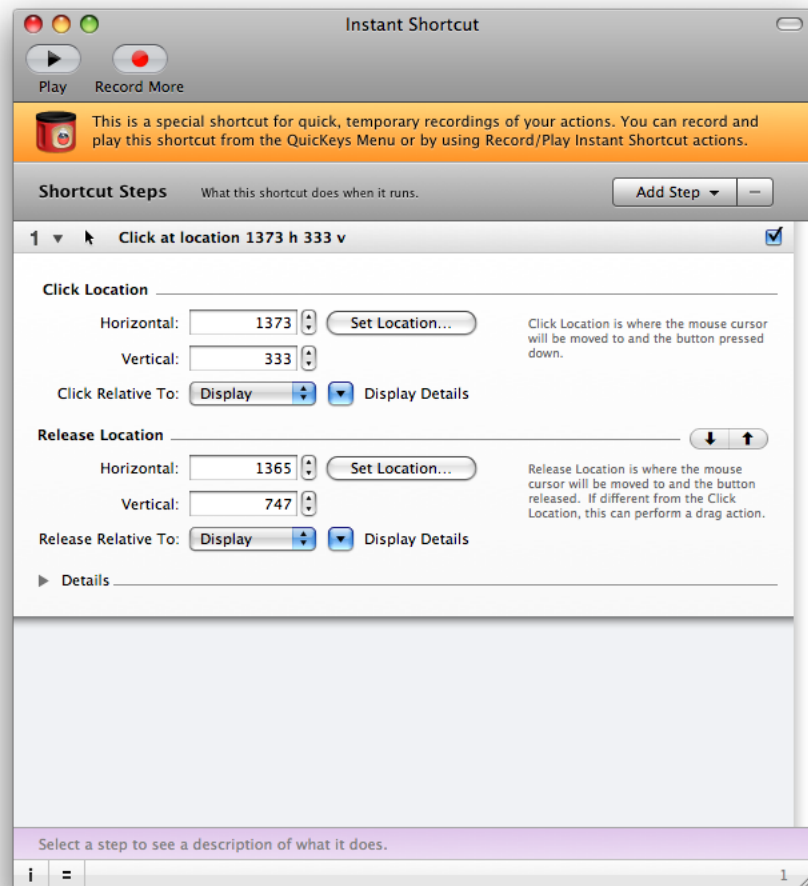 Instant Shortcut
Play Record More
This is a special shortcut for quick, temporary recordings of your actions. You can record and
play this shortcut from the QuicKeys Menu or by using Record/Play Instant Shortcut actions.
Shortcut Steps What this shortcut does when it runs. Add Step –
1 Click at location 1373 h 333 v
Click Location
Horizontal: 1373 Set Location...
Click Location is where the mouse cursor
will be moved to and the button pressed
down.
Vertical: 333
Click Relative To: Display Display Details
Release Location
Horizontal: 1365 Set Location...
Release Location is where the mouse
cursor will be moved to and the button
released. If different from the Click
Location, this can perform a drag action.
Vertical: 747
Release Relative To: Display Display Details
Details
Select a step to see a description of what it does.
i = 1